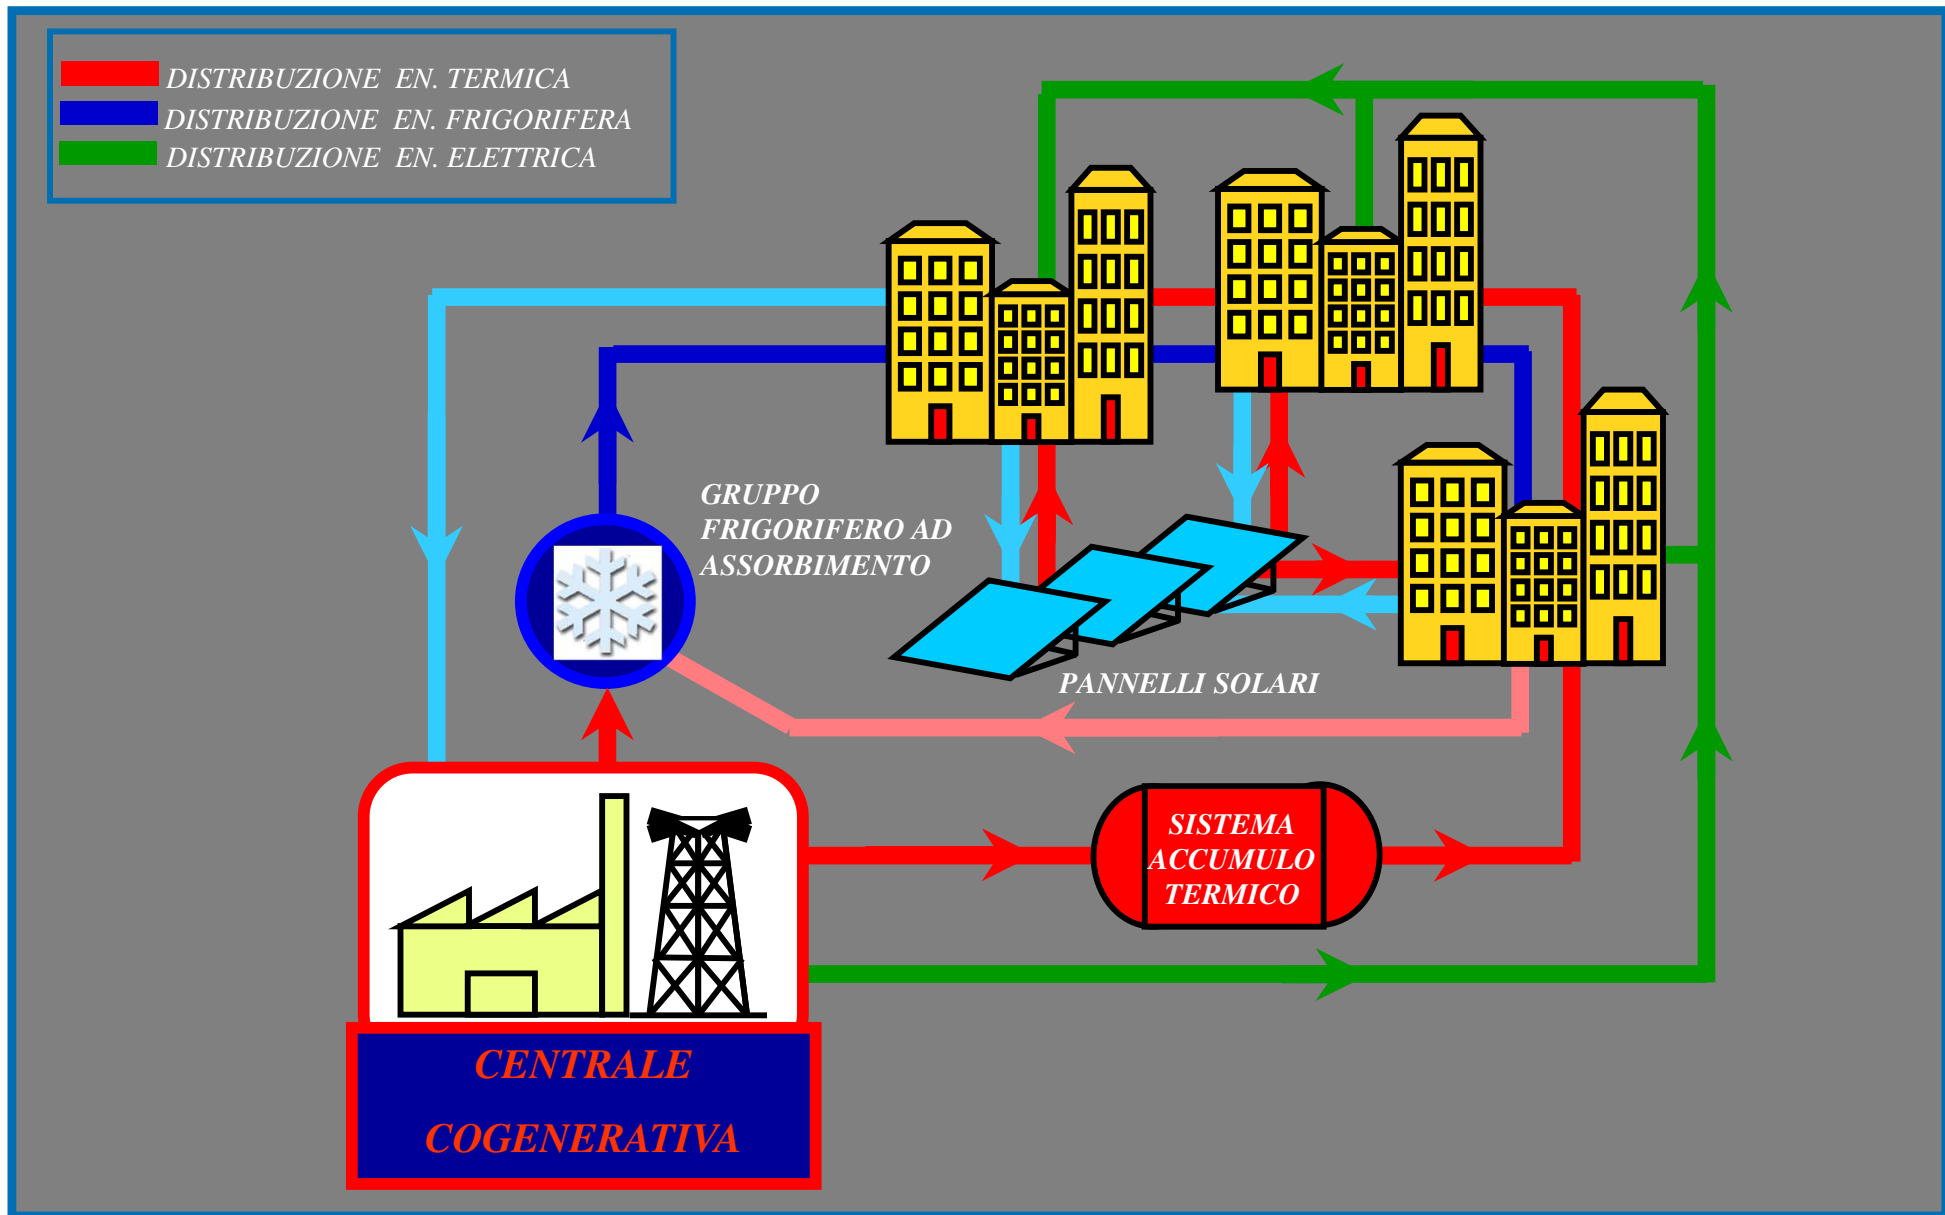 DISTRIBUZIONE EN. TERMICA
DISTRIBUZIONE EN. FRIGORIFERA
DISTRIBUZIONE EN. ELETTRICA
GRUPPO
FRIGORIFERO AD
ASSORBIMENTO
PANNELLI SOLARI
SISTEMA
ACCUMULO
TERMICO
CENTRALE
COGENERATIVA